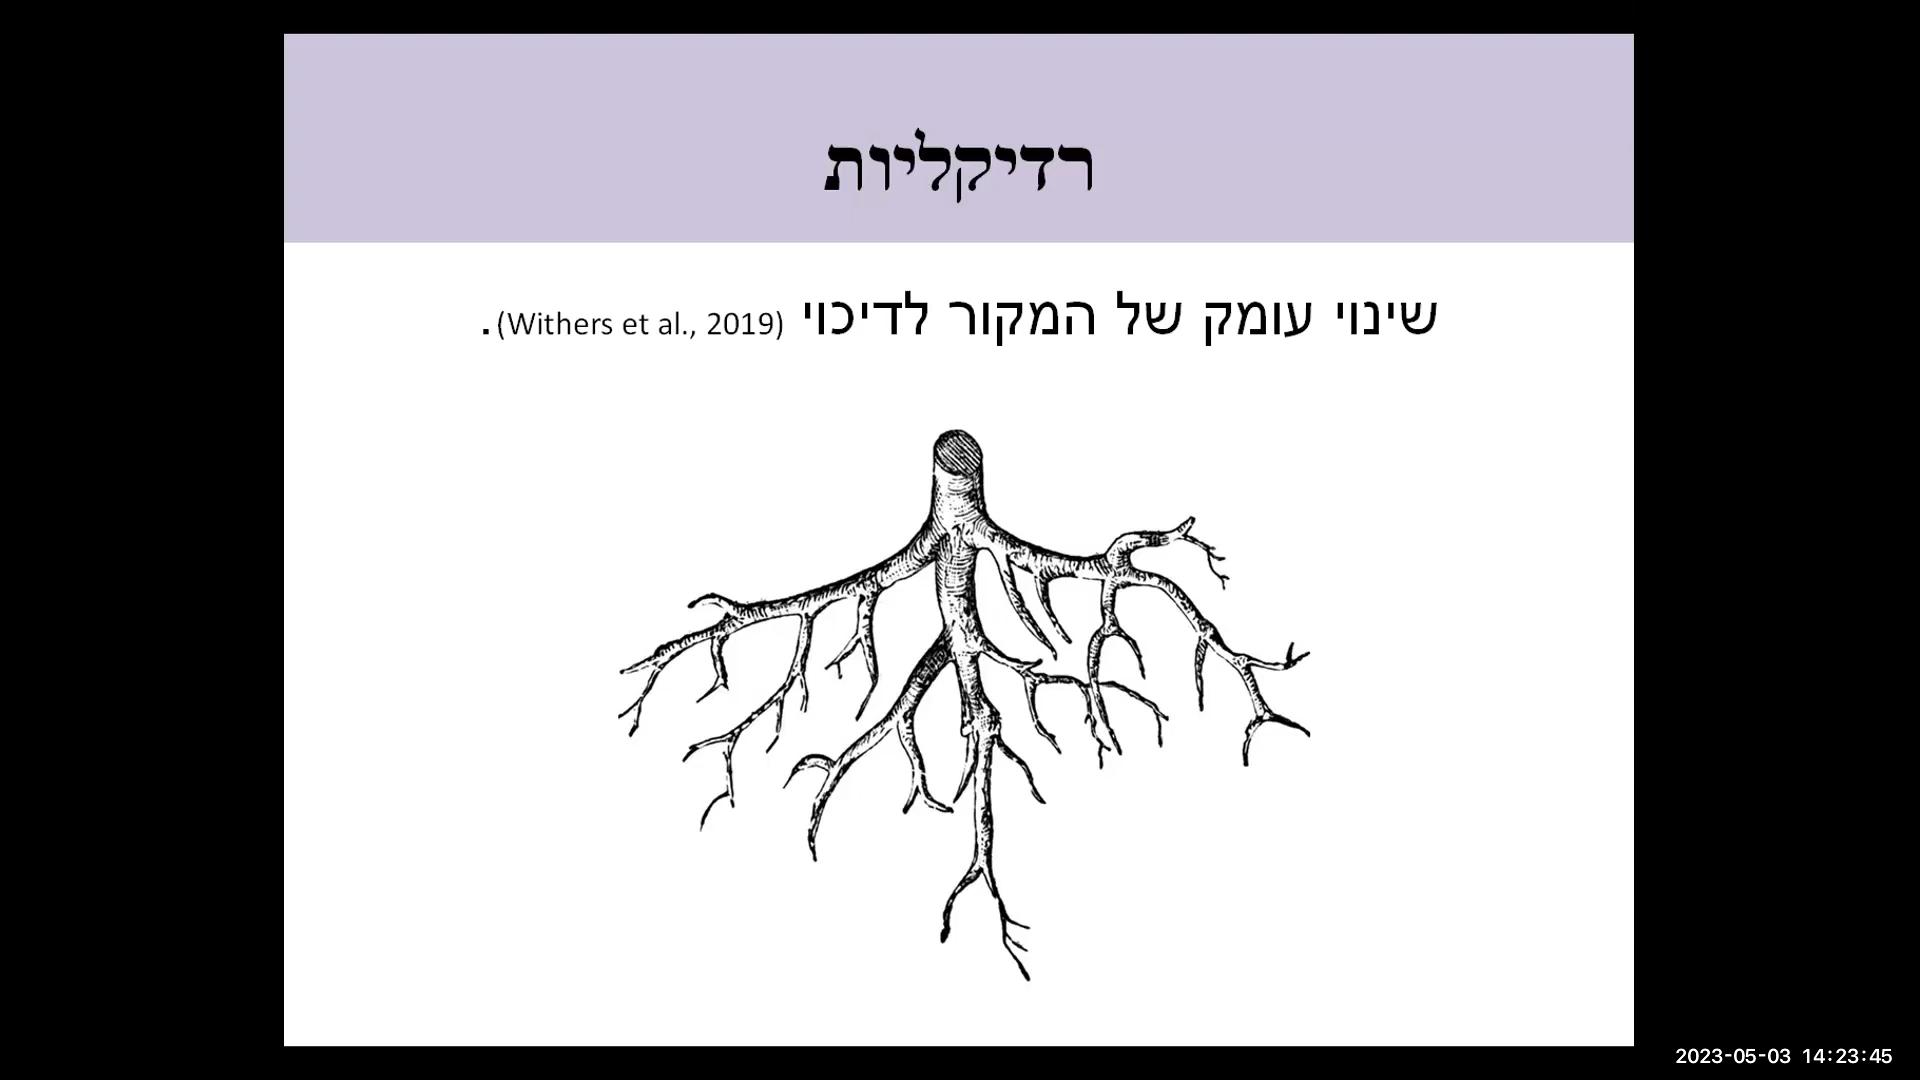 רדיקליות
שינוי עומק של המקור לדיכוי (Withers et al., 2019).
2023-05-03 14:23:45